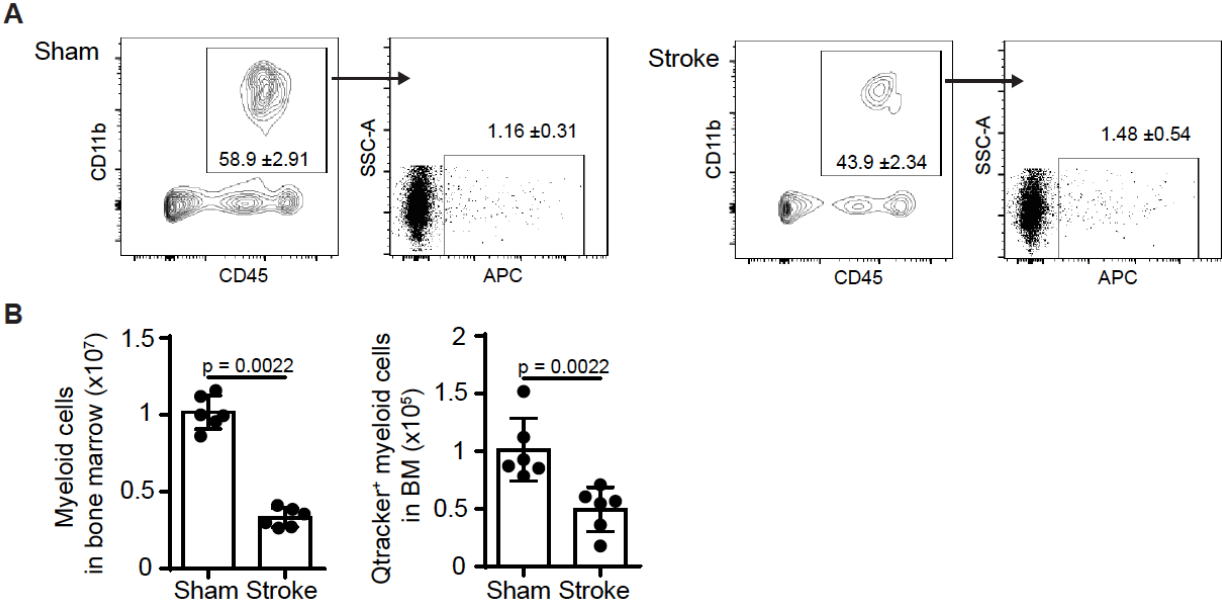 A
Sham
CD11b
58.9 ±2.91
CD45
SSC-A
1.16 ±0.31
APC
Stroke
CD11b
43.9 ±2.34
CD45
SSC-A
1.48 ±0.54
APC
B
Myeloid cells
in bone marrow (x10⁷)
1.5
1
0.5
0
p = 0.0022
Sham Stroke
Qtracker⁺ myeloid cells
in BM (x10⁵)
2
1.5
1
0.5
0
p = 0.0022
Sham Stroke